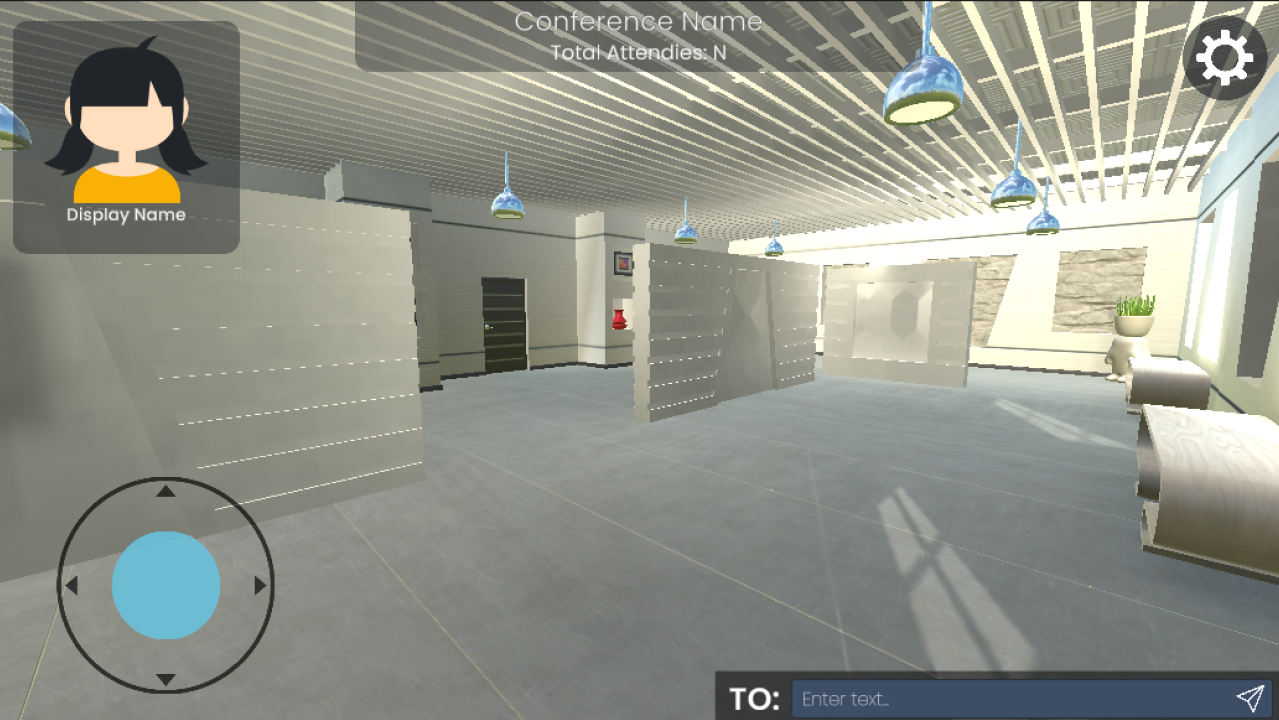 Conference Name
Total Attendies: N
Display Name
TO: Enter text...